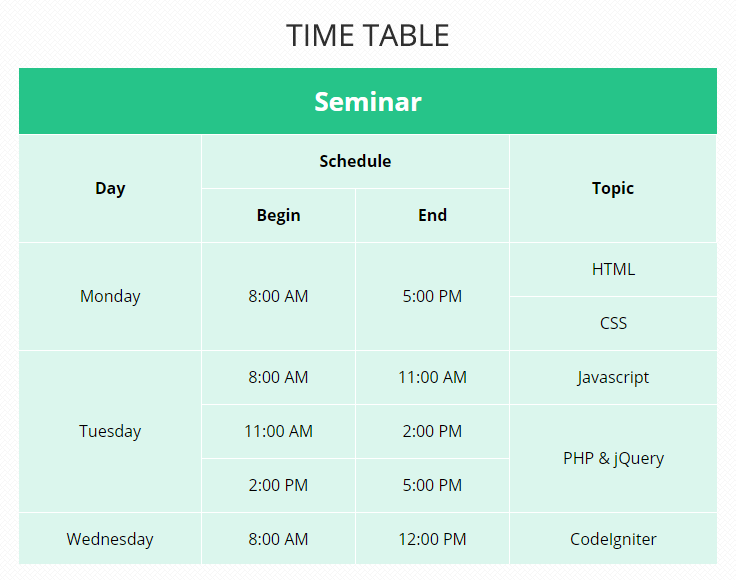 TIME TABLE
Seminar
Day Schedule Topic
Begin End
Monday 8:00 AM 5:00 PM HTML
CSS
Tuesday 8:00 AM 11:00 AM Javascript
11:00 AM 2:00 PM PHP & jQuery
2:00 PM 5:00 PM
Wednesday 8:00 AM 12:00 PM CodeIgniter